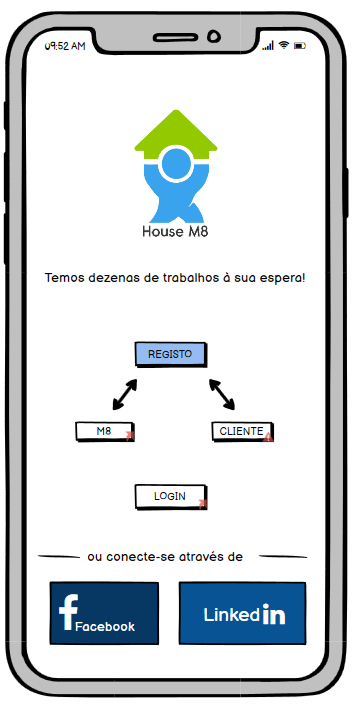 09:52 AM
House M8
Temos dezenas de trabalhos à sua espera!
REGISTO
M8
CLIENTE
LOGIN
ou conecte-se através de
Facebook
Linked in